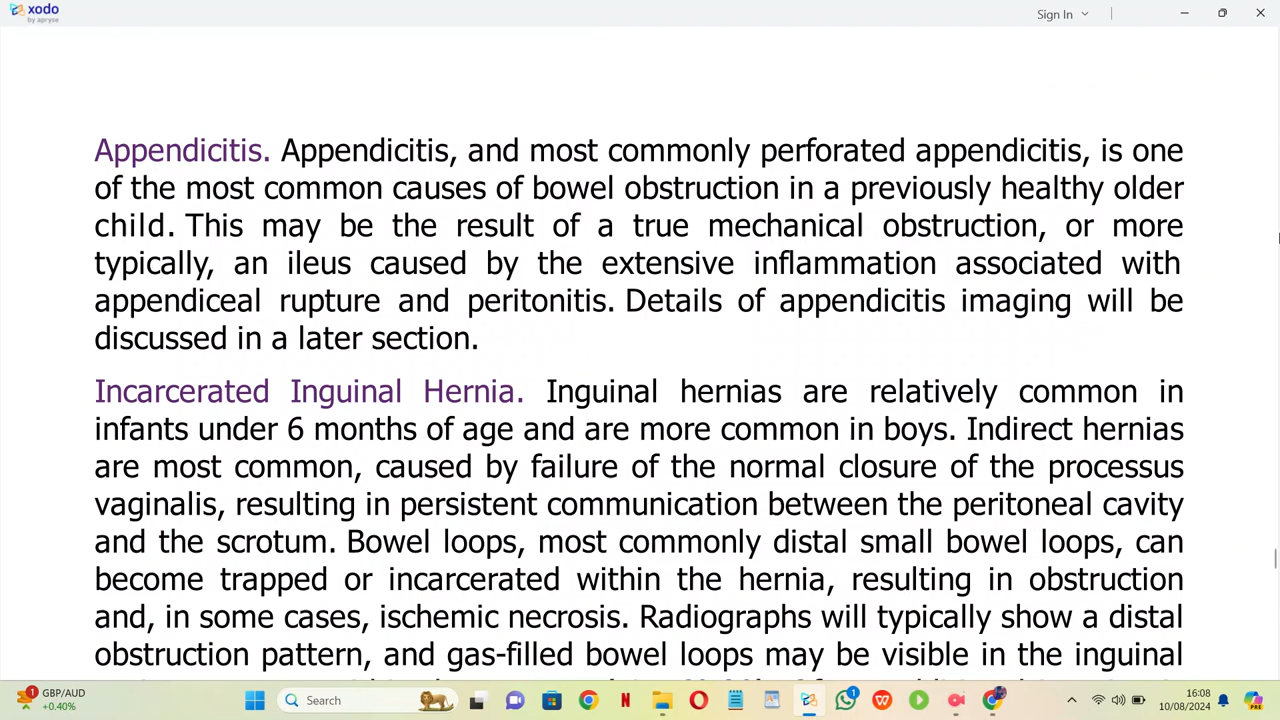 xodo
by apryse
Sign In
Appendicitis. Appendicitis, and most commonly perforated appendicitis, is one
of the most common causes of bowel obstruction in a previously healthy older
child. This may be the result of a true mechanical obstruction, or more
typically, an ileus caused by the extensive inflammation associated with
appendiceal rupture and peritonitis. Details of appendicitis imaging will be
discussed in a later section.
Incarcerated Inguinal Hernia. Inguinal hernias are relatively common in
infants under 6 months of age and are more common in boys. Indirect hernias
are most common, caused by failure of the normal closure of the processus
vaginalis, resulting in persistent communication between the peritoneal cavity
and the scrotum. Bowel loops, most commonly distal small bowel loops, can
become trapped or incarcerated within the hernia, resulting in obstruction
and, in some cases, ischemic necrosis. Radiographs will typically show a distal
obstruction pattern, and gas-filled bowel loops may be visible in the inguinal
1
GBP/AUD
+0.40%
Search
N
1
W
16:08
10/08/2024
PRE